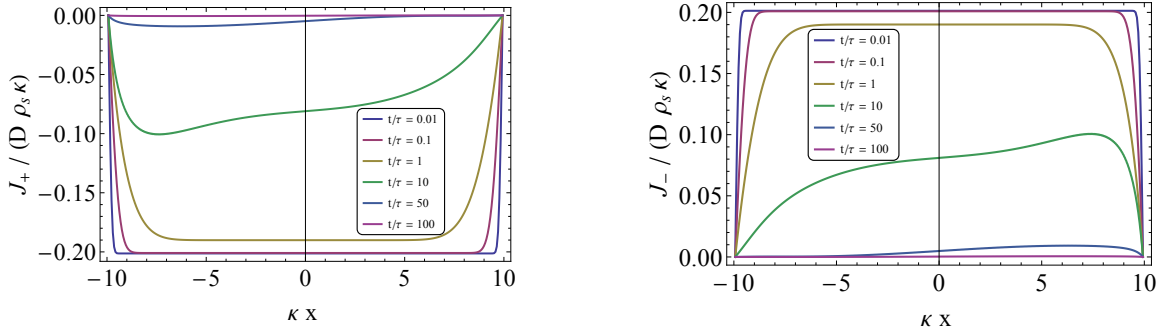 0.00
−0.05
−0.10
−0.15
−0.20
J₊ / (D ρₛ κ)
t/τ = 0.01
t/τ = 0.1
t/τ = 1
t/τ = 10
t/τ = 50
t/τ = 100
−10 −5 0 5 10
κ x
0.20
0.15
0.10
0.05
0.00
J₋ / (D ρₛ κ)
t/τ = 0.01
t/τ = 0.1
t/τ = 1
t/τ = 10
t/τ = 50
t/τ = 100
−10 −5 0 5 10
κ x